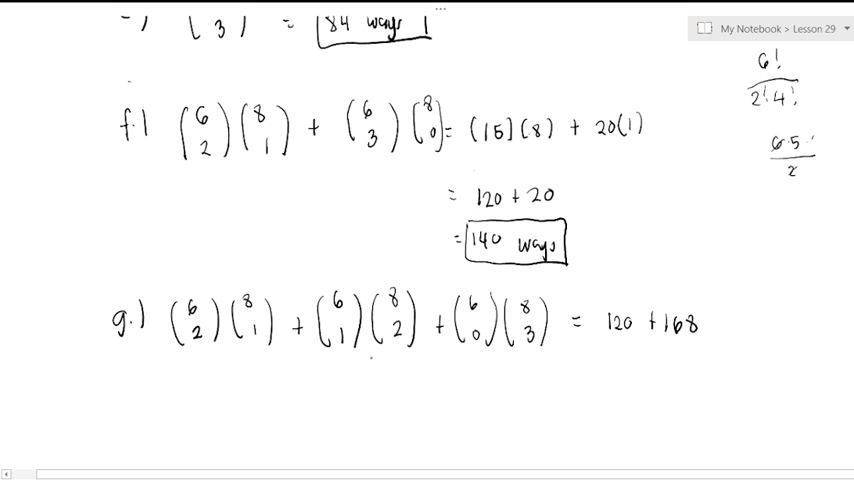 3 = 84 ways
My Notebook > Lesson 29
6!
2! 4!
f.) (6 2)(8 1) + (6 3)(8 0) = (15)(8) + 20(1)
6·5
2
= 120 + 20
= 140 ways
g.) (6 2)(8 1) + (6 1)(8 2) + (6 0)(8 3) = 120 + 168